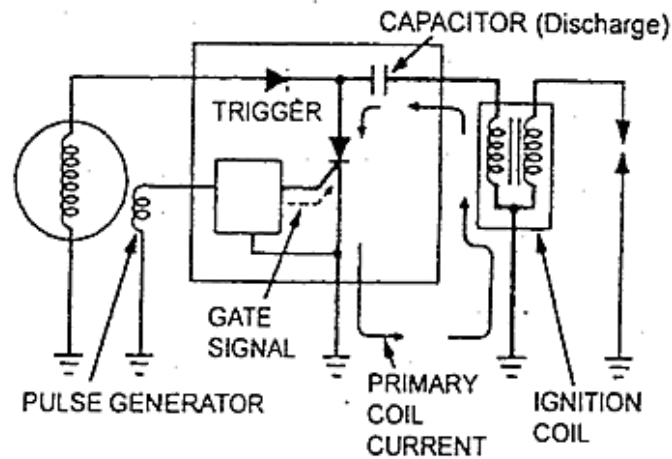 CAPACITOR (Discharge)
TRIGGER
GATE
SIGNAL
PULSE GENERATOR
PRIMARY
COIL
CURRENT
IGNITION
COIL